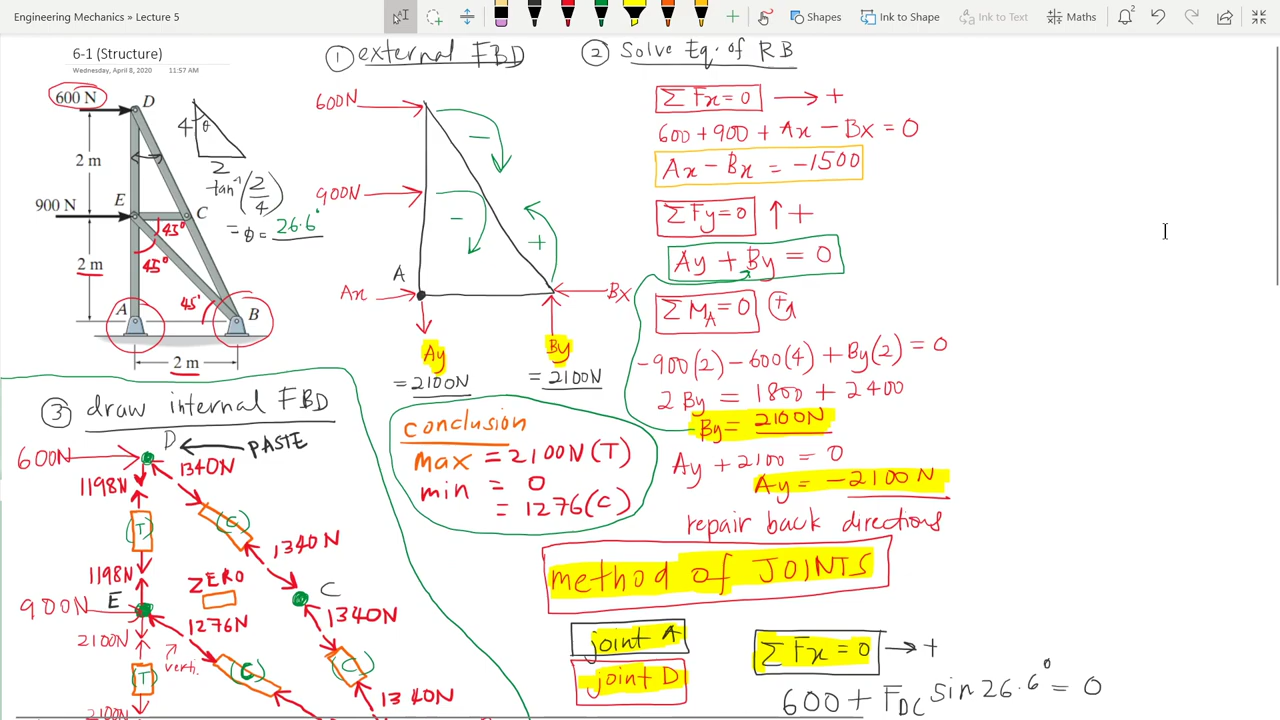 Engineering Mechanics » Lecture 5
Shapes
Ink to Shape
Ink to Text
Maths
6-1 (Structure)
Wednesday, April 8, 2020 11:57 AM
600 N
D
2 m
E
900 N
C
2 m
45°
45°
45°
A
B
2 m
4
θ
2
tan⁻¹(2/4)
= θ = 26.6°
① external FBD
600N
−
900N
−
+
A
Ax
Bx
Ay
By
= 2100N
= 2100N
② Solve Eq. of RB
ΣFx=0 → +
600 + 900 + Ax − Bx = 0
Ax − Bx = −1500
ΣFy=0 ↑ +
Ay + By = 0
ΣMA=0 +
-900(2) − 600(4) + By(2) = 0
2 By = 1800 + 2400
By = 2100N
Ay + 2100 = 0
Ay = −2100 N
repair back directions
conclusion
max = 2100N (T)
min = 0
= 1276 (C)
③ draw internal FBD
D ← PASTE
600N
1340N
1198N
(T)
(C)
1340N
1198N
ZERO
C
E
900N
1340N
1276N
2100N
verti.
(T)
(C)
(C)
1340N
2100N
method of JOINTS
joint A
joint D
ΣFx = 0 → +
600 + FDC sin 26.6° = 0